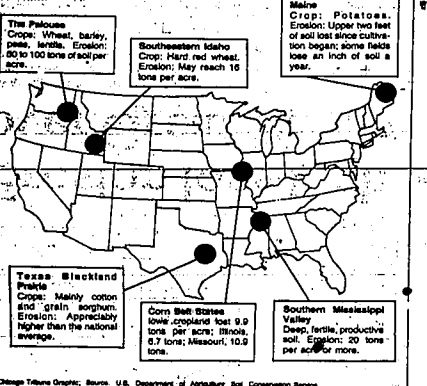 The Palouse
Crops: Wheat, barley,
peas, lentils. Erosion:
50 to 100 tons of soil per
acre.
Southeastern Idaho
Crop: Hard red wheat.
Erosion: May reach 15
tons per acre.
Maine
Crop: Potatoes.
Erosion: Upper two feet
of soil lost since cultiva-
tion began; some fields
lose an inch of soil a
year.
Texas Blackland
Prairie
Crops: Mainly cotton
and grain sorghum.
Erosion: Appreciably
higher than the national
average.
Corn Belt States
Iowa cropland lost 9.9
tons per acre; Illinois,
6.7 tons; Missouri, 10.9
tons.
Southern Mississippi
Valley
Deep, fertile, productive
soil. Erosion: 20 tons
per acre or more.
Chicago Tribune Graphic; Source: U.S. Department of Agriculture Soil Conservation Service